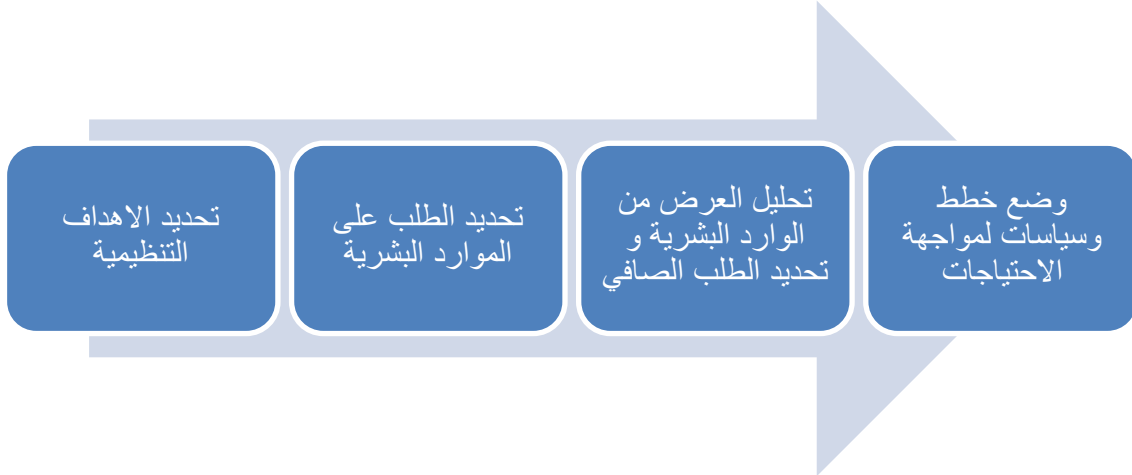 تحديد الاهداف
التنظيمية
تحديد الطلب على
الموارد البشرية
تحليل العرض من
الوارد البشرية و
تحديد الطلب الصافي
وضع خطط
وسياسات لمواجهة
الاحتياجات